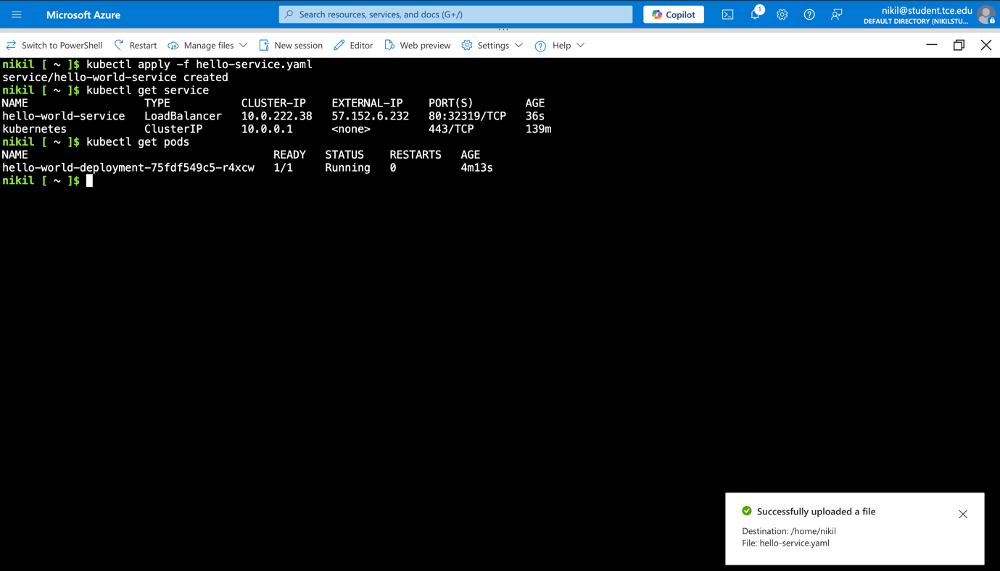 Microsoft Azure
Search resources, services, and docs (G+/)
Copilot
1
nikil@student.tce.edu
DEFAULT DIRECTORY (NIKILSTU...
Switch to PowerShell Restart Manage files New session Editor Web preview Settings Help
nikil [ ~ ]$ kubectl apply -f hello-service.yaml
service/hello-world-service created
nikil [ ~ ]$ kubectl get service
NAME TYPE CLUSTER-IP EXTERNAL-IP PORT(S) AGE
hello-world-service LoadBalancer 10.0.222.38 57.152.6.232 80:32319/TCP 36s
kubernetes ClusterIP 10.0.0.1 <none> 443/TCP 139m
nikil [ ~ ]$ kubectl get pods
NAME READY STATUS RESTARTS AGE
hello-world-deployment-75fdf549c5-r4xcw 1/1 Running 0 4m13s
nikil [ ~ ]$
Successfully uploaded a file
Destination: /home/nikil
File: hello-service.yaml